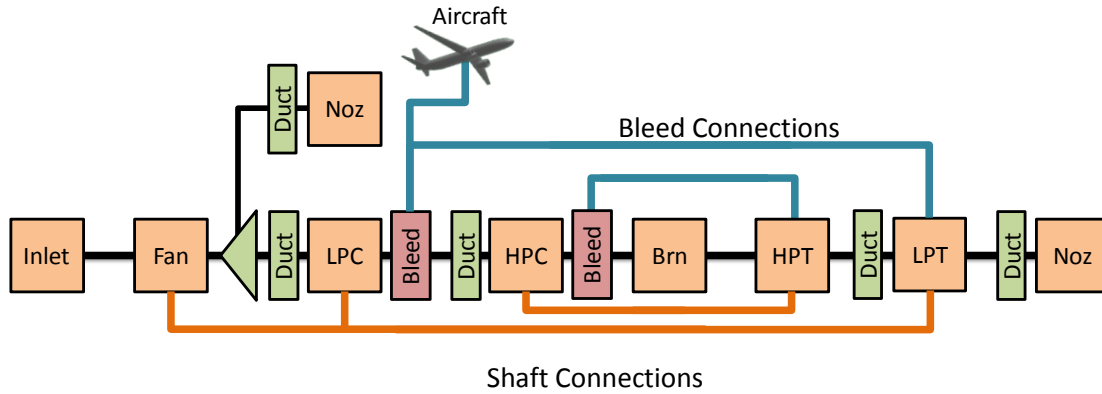 Aircraft
Duct
Noz
Bleed Connections
Inlet
Fan
Duct
LPC
Bleed
Duct
HPC
Bleed
Brn
HPT
Duct
LPT
Duct
Noz
Shaft Connections